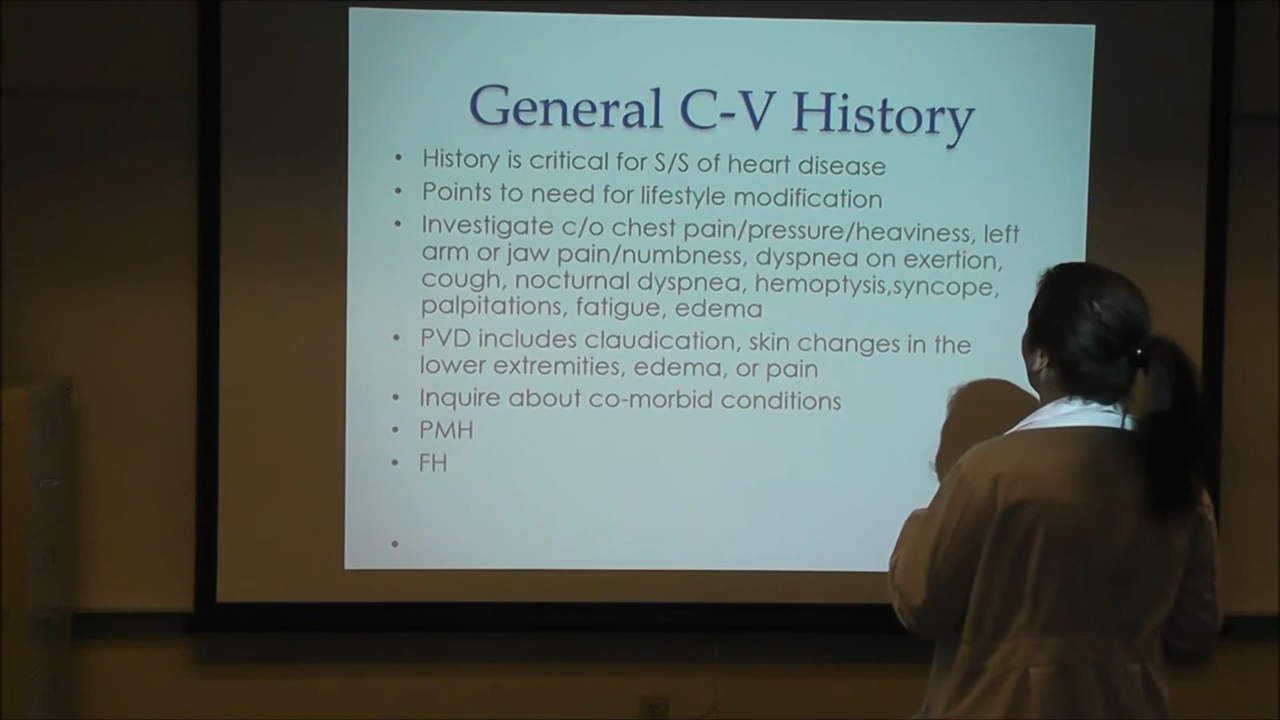 General C-V History
• History is critical for S/S of heart disease
• Points to need for lifestyle modification
• Investigate c/o chest pain/pressure/heaviness, left
arm or jaw pain/numbness, dyspnea on exertion,
cough, nocturnal dyspnea, hemoptysis,syncope,
palpitations, fatigue, edema
• PVD includes claudication, skin changes in the
lower extremities, edema, or pain
• Inquire about co-morbid conditions
• PMH
• FH
•